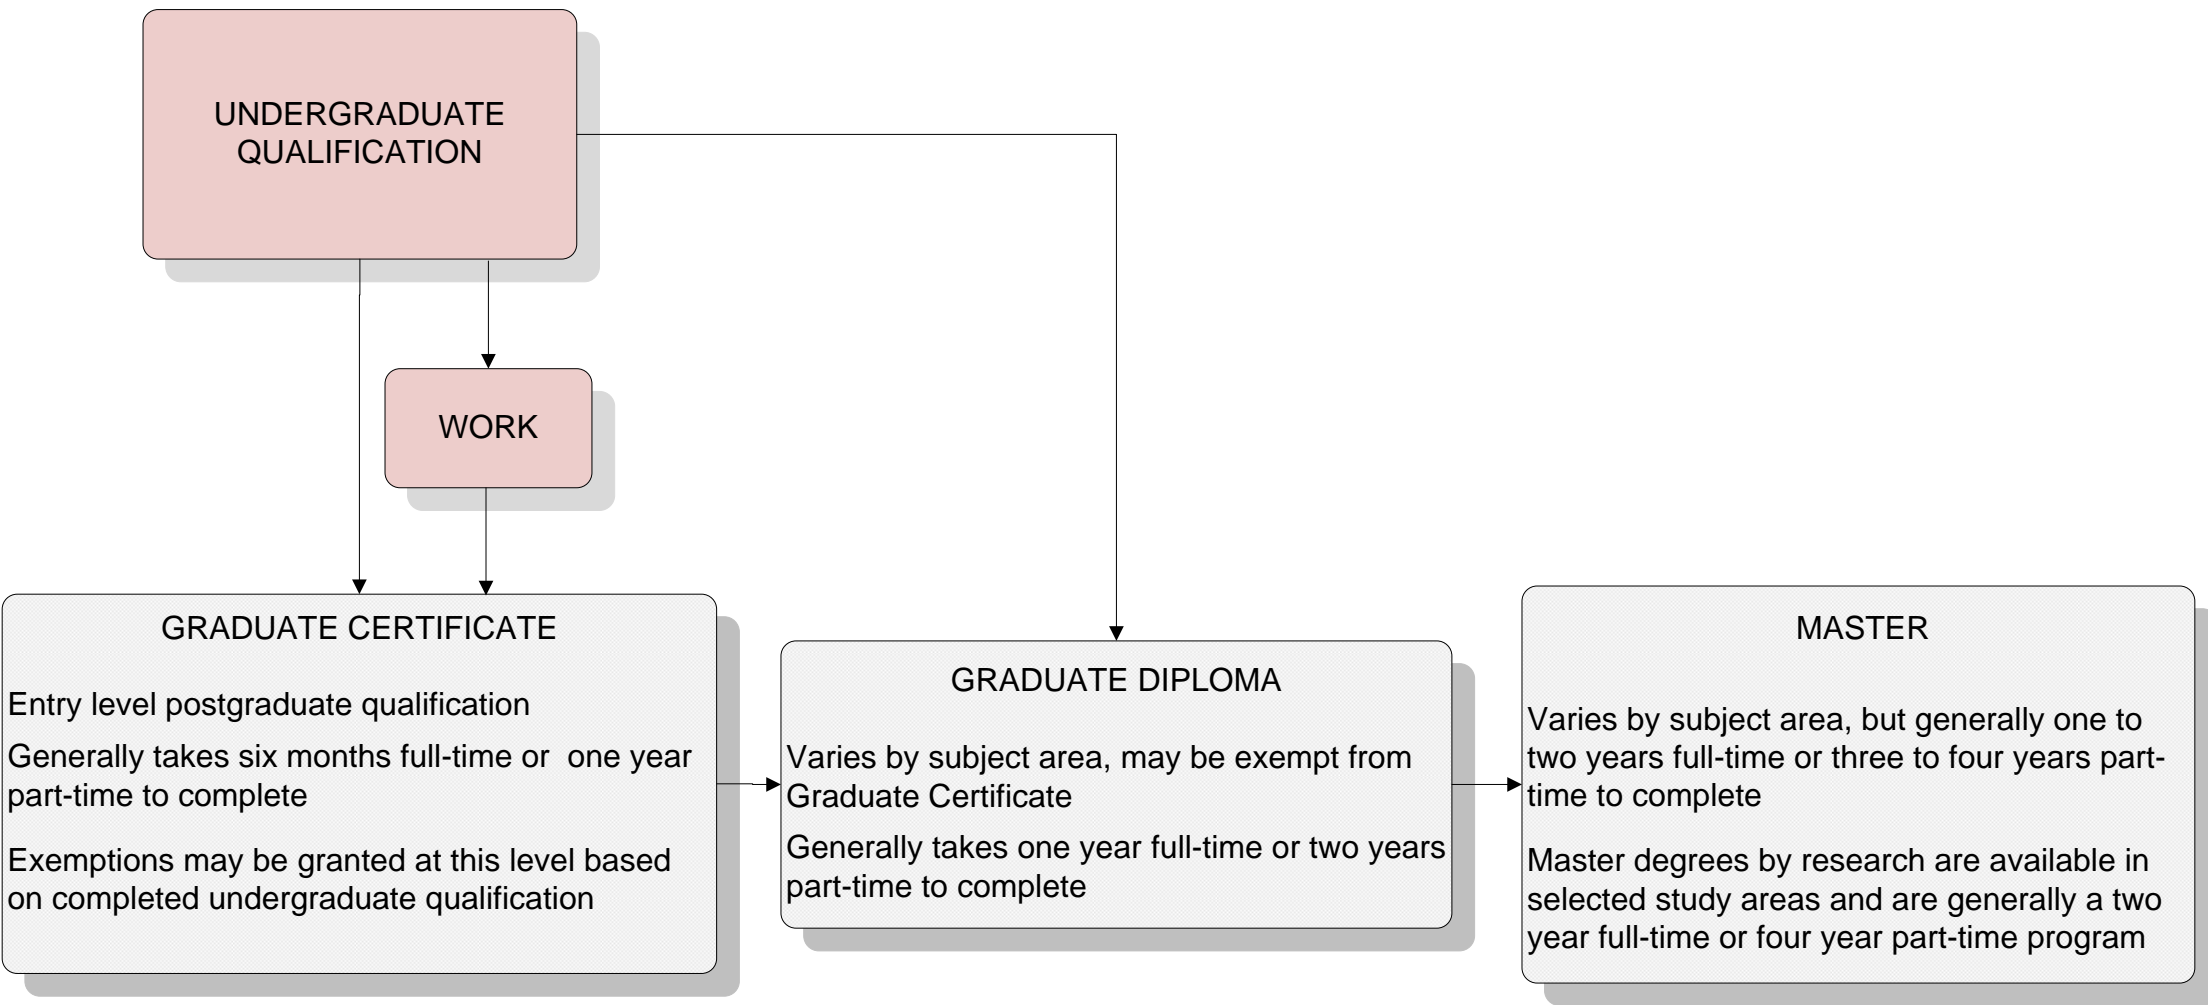 UNDERGRADUATE
QUALIFICATION
WORK
GRADUATE CERTIFICATE
Entry level postgraduate qualification
Generally takes six months full-time or  one year
part-time to complete
Exemptions may be granted at this level based
on completed undergraduate qualification
GRADUATE DIPLOMA
Varies by subject area, may be exempt from
Graduate Certificate
Generally takes one year full-time or two years
part-time to complete
MASTER
Varies by subject area, but generally one to
two years full-time or three to four years part-
time to complete
Master degrees by research are available in
selected study areas and are generally a two
year full-time or four year part-time program